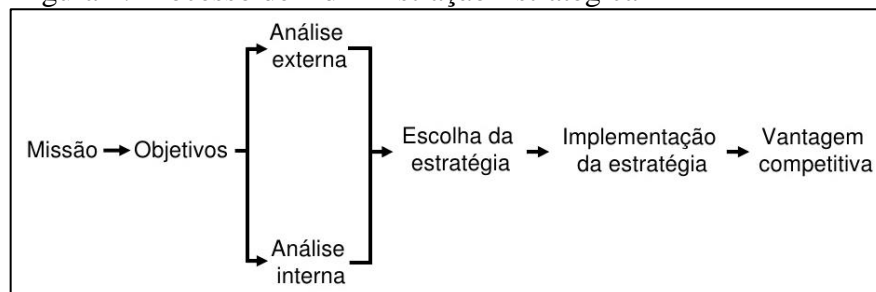 Análise
externa
Missão
Objetivos
Escolha da
estratégia
Implementação
da estratégia
Vantagem
competitiva
Análise
interna